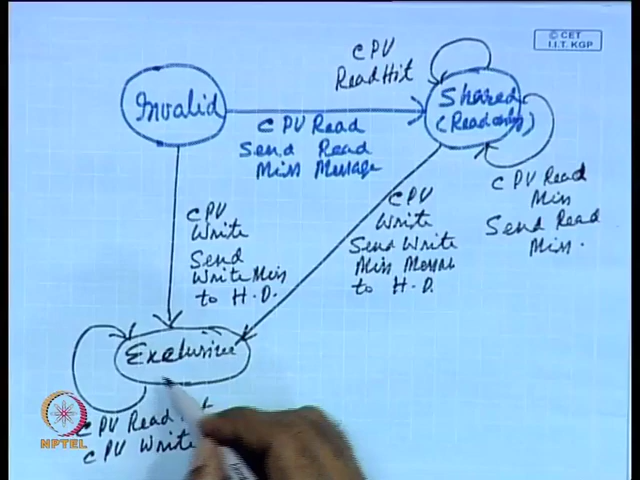 © CET
I.I.T. KGP
CPU
Read Hit
Invalid
Shared
(Read only)
CPU Read
Send Read
Miss Message
CPU Read
Miss
Send Read
Miss.
CPU
Write
Send
Write Miss
to H.D.
CPU
Write
Send Write
Miss Message
to H.D.
Exclusive
CPU Read
CPU Write
NPTEL